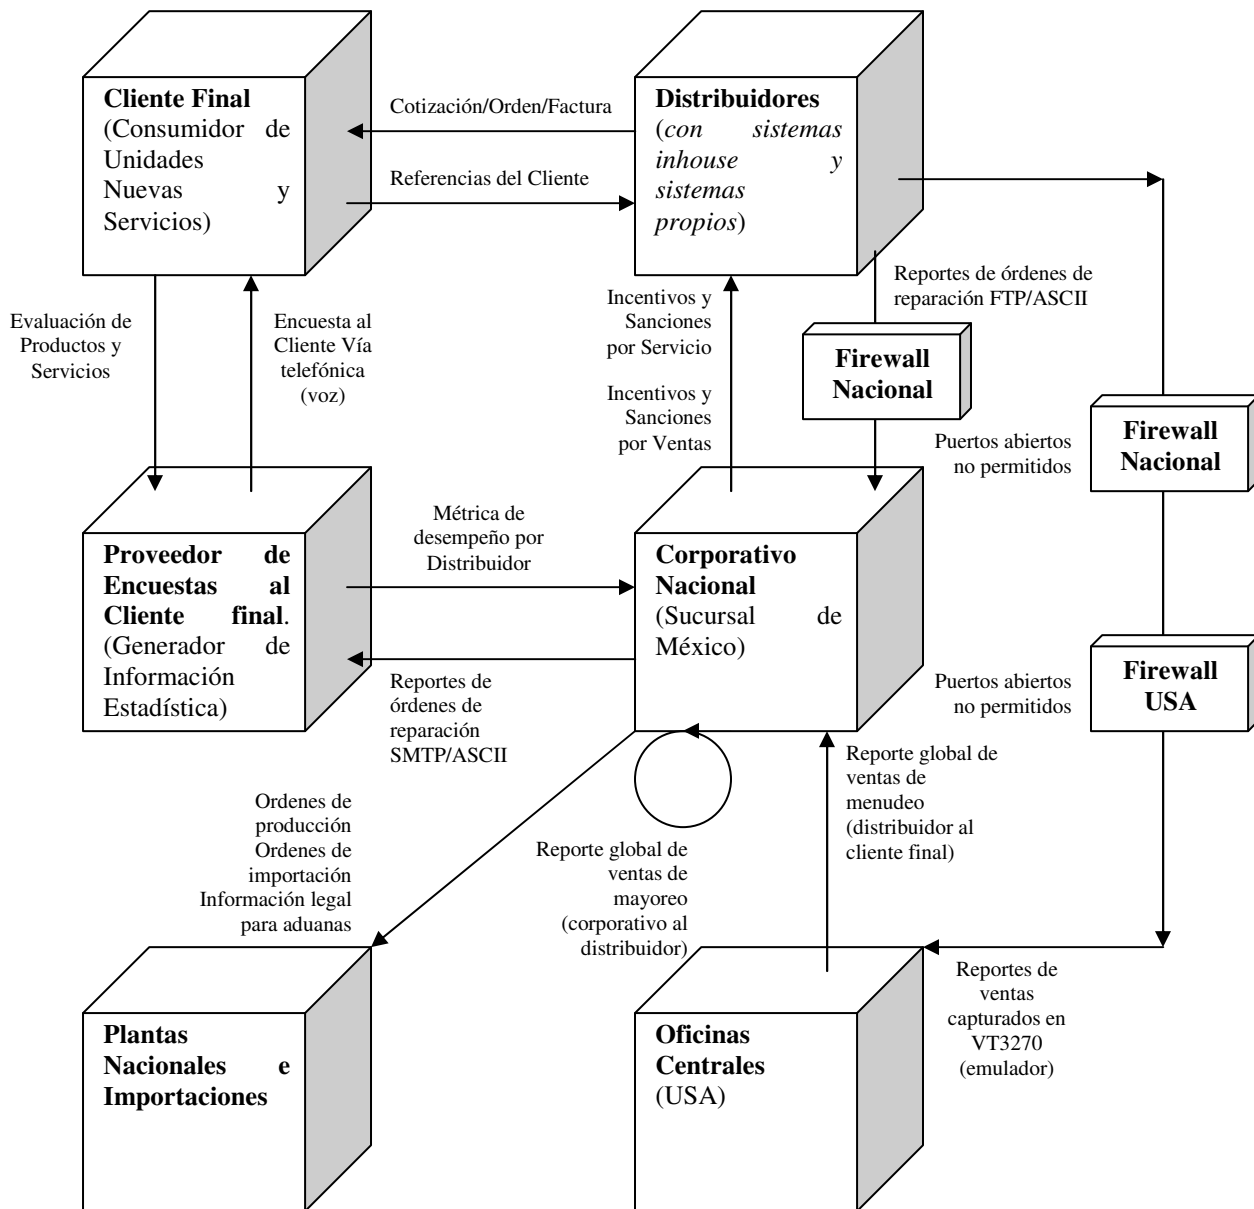 Cliente Final
(Consumidor de
Unidades
Nuevas y
Servicios)
Cotización/Orden/Factura
Referencias del Cliente
Distribuidores
(con sistemas
inhouse y
sistemas
propios)
Evaluación de
Productos y
Servicios
Encuesta al
Cliente Vía
telefónica
(voz)
Incentivos y
Sanciones
por Servicio
Incentivos y
Sanciones
por Ventas
Reportes de órdenes de
reparación FTP/ASCII
Firewall
Nacional
Puertos abiertos
no permitidos
Firewall
Nacional
Proveedor de
Encuestas al
Cliente final.
(Generador de
Información
Estadística)
Métrica de
desempeño por
Distribuidor
Reportes de
órdenes de
reparación
SMTP/ASCII
Corporativo
Nacional
(Sucursal de
México)
Puertos abiertos
no permitidos
Firewall
USA
Ordenes de
producción
Ordenes de
importación
Información legal
para aduanas
Reporte global de
ventas de
mayoreo
(corporativo al
distribuidor)
Reporte global de
ventas de
menudeo
(distribuidor al
cliente final)
Plantas
Nacionales e
Importaciones
Oficinas
Centrales
(USA)
Reportes de
ventas
capturados en
VT3270
(emulador)